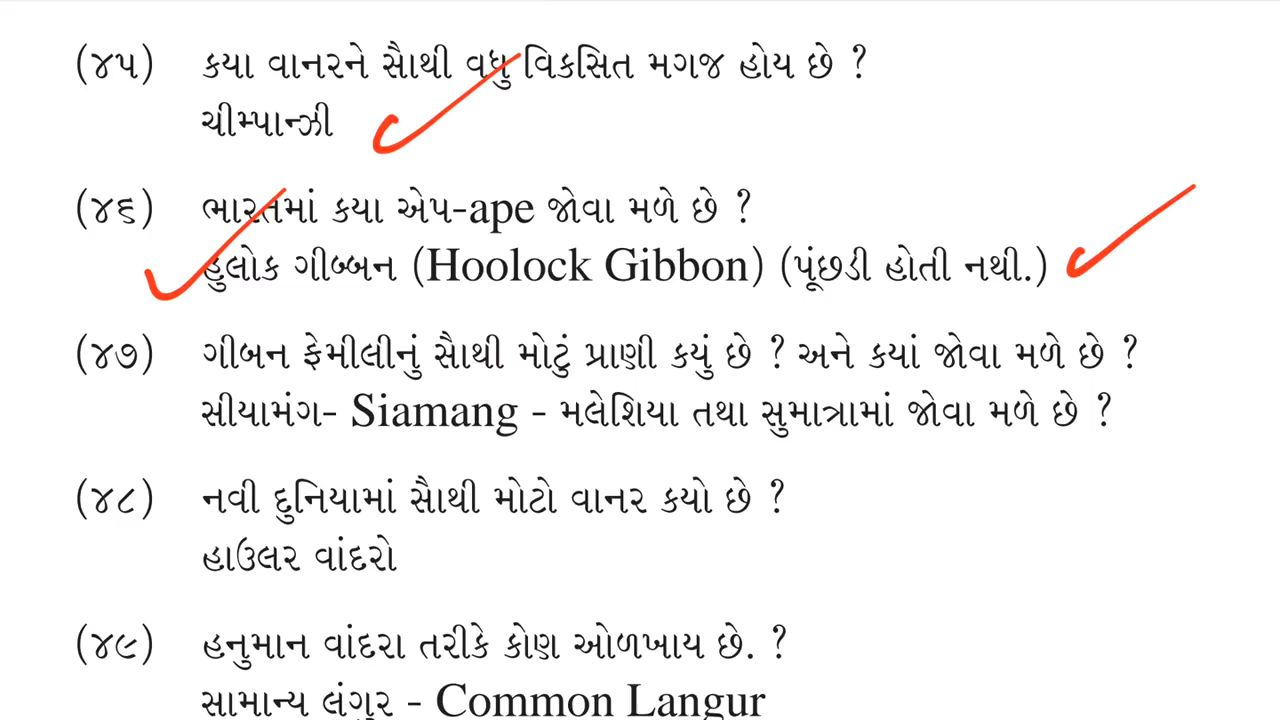 (૪૫) કયા વાનરને સૌથી વધુ વિકસિત મગજ હોય છે ?
ચીમ્પાન્ઝી
(૪૬) ભારતમાં કયા એપ-ape જોવા મળે છે ?
હુલોક ગીબ્બન (Hoolock Gibbon) (પૂંછડી હોતી નથી.)
(૪૭) ગીબન ફેમીલીનું સૌથી મોટું પ્રાણી કયું છે ? અને કયાં જોવા મળે છે ?
સીયામંગ- Siamang - મલેશિયા તથા સુમાત્રામાં જોવા મળે છે ?
(૪૮) નવી દુનિયામાં સૌથી મોટો વાનર કયો છે ?
હાઉલર વાંદરો
(૪૯) હનુમાન વાંદરા તરીકે કોણ ઓળખાય છે. ?
સામાન્ય લંગુર - Common Langur